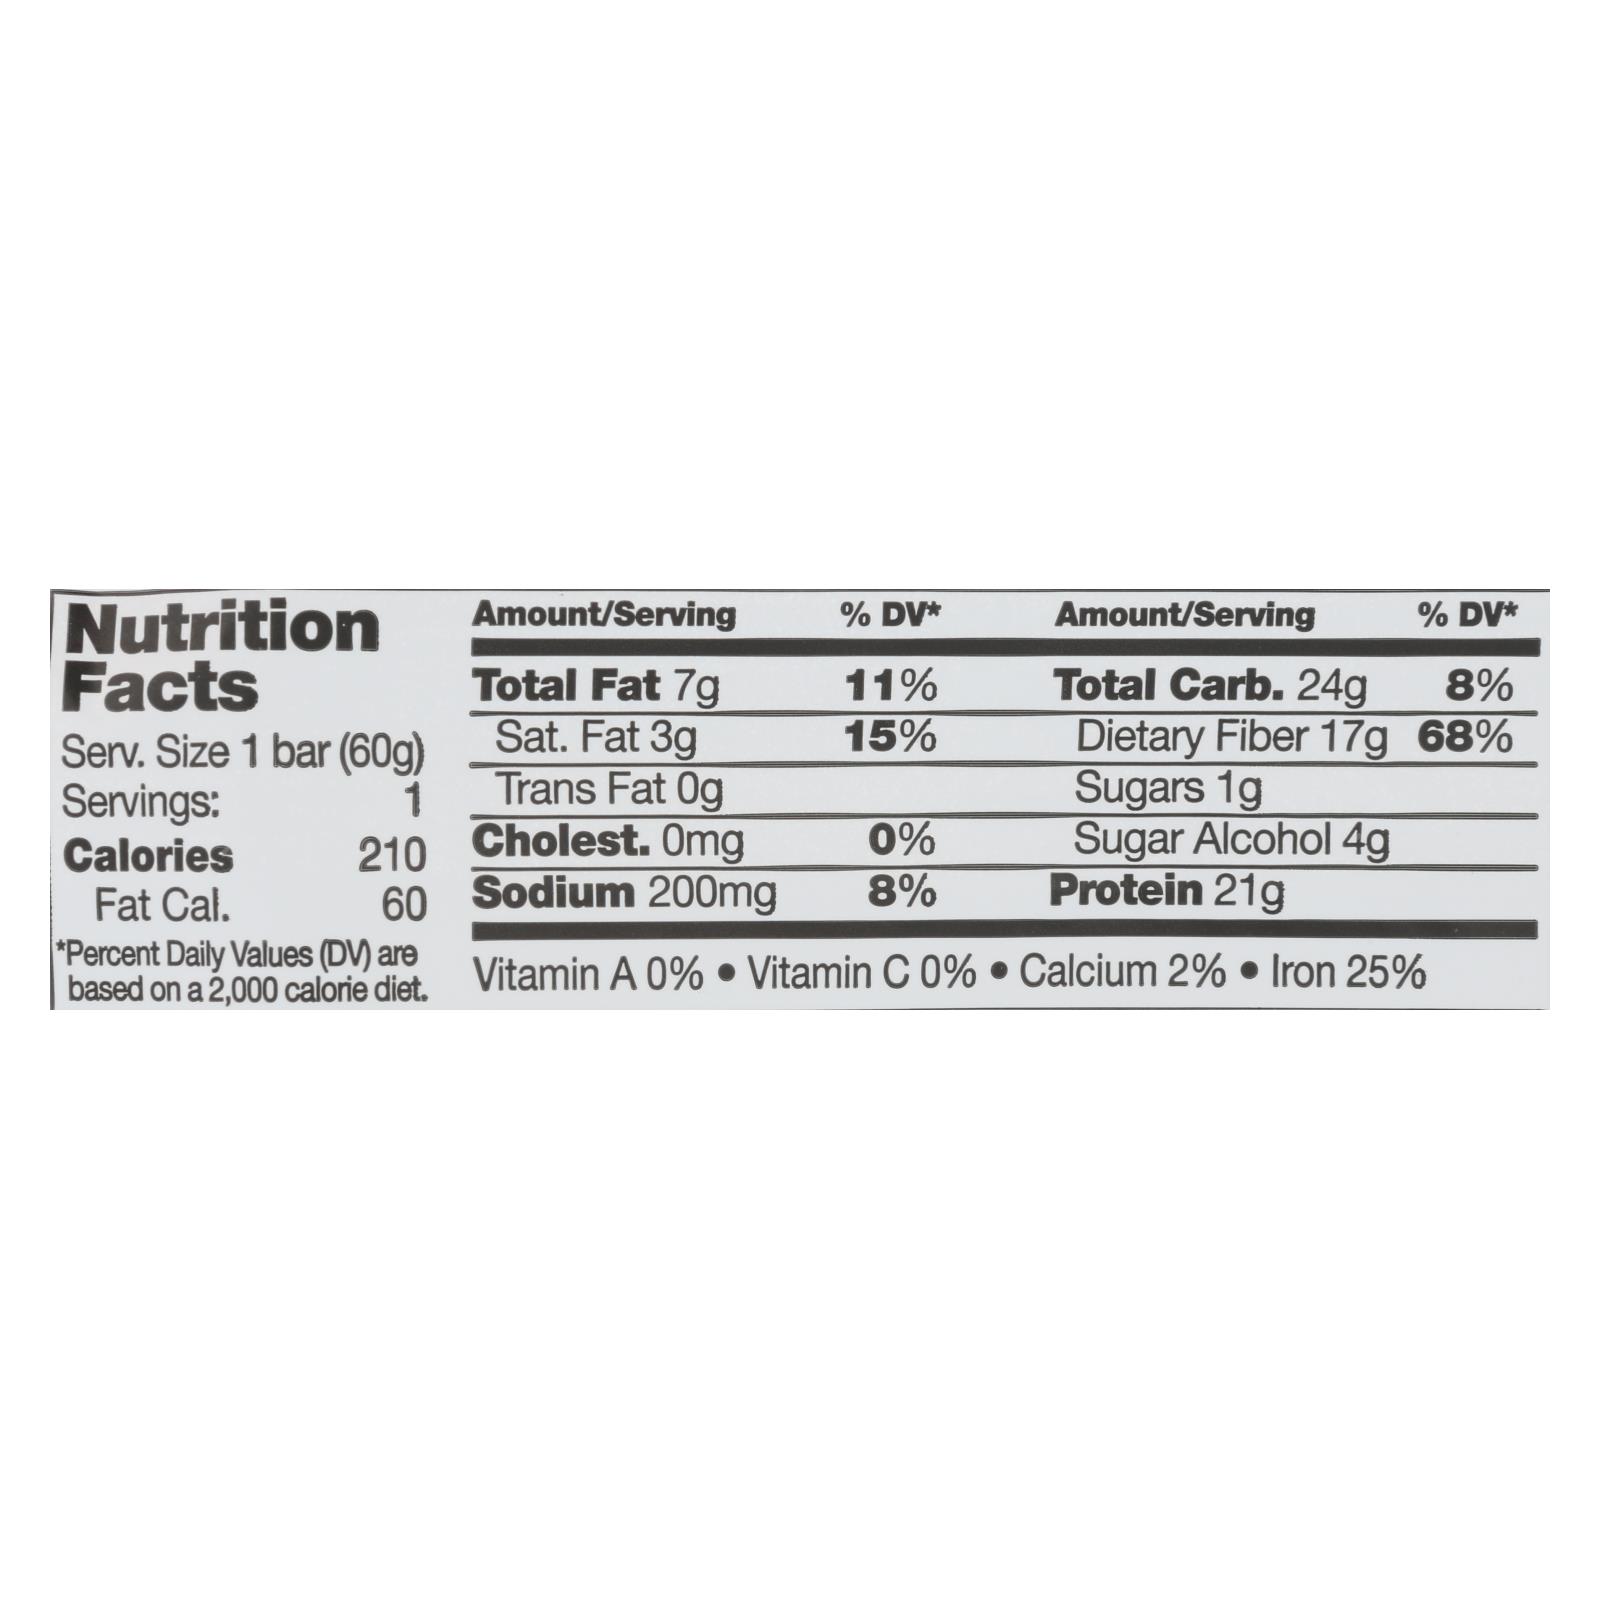 Nutrition
Facts
Serv. Size 1 bar (60g)
Servings: 1
Calories 210
Fat Cal. 60
*Percent Daily Values (DV) are
based on a 2,000 calorie diet.
Amount/Serving % DV* Amount/Serving % DV*
Total Fat 7g 11% Total Carb. 24g 8%
Sat. Fat 3g 15% Dietary Fiber 17g 68%
Trans Fat 0g Sugars 1g
Cholest. 0mg 0% Sugar Alcohol 4g
Sodium 200mg 8% Protein 21g
Vitamin A 0% • Vitamin C 0% • Calcium 2% • Iron 25%